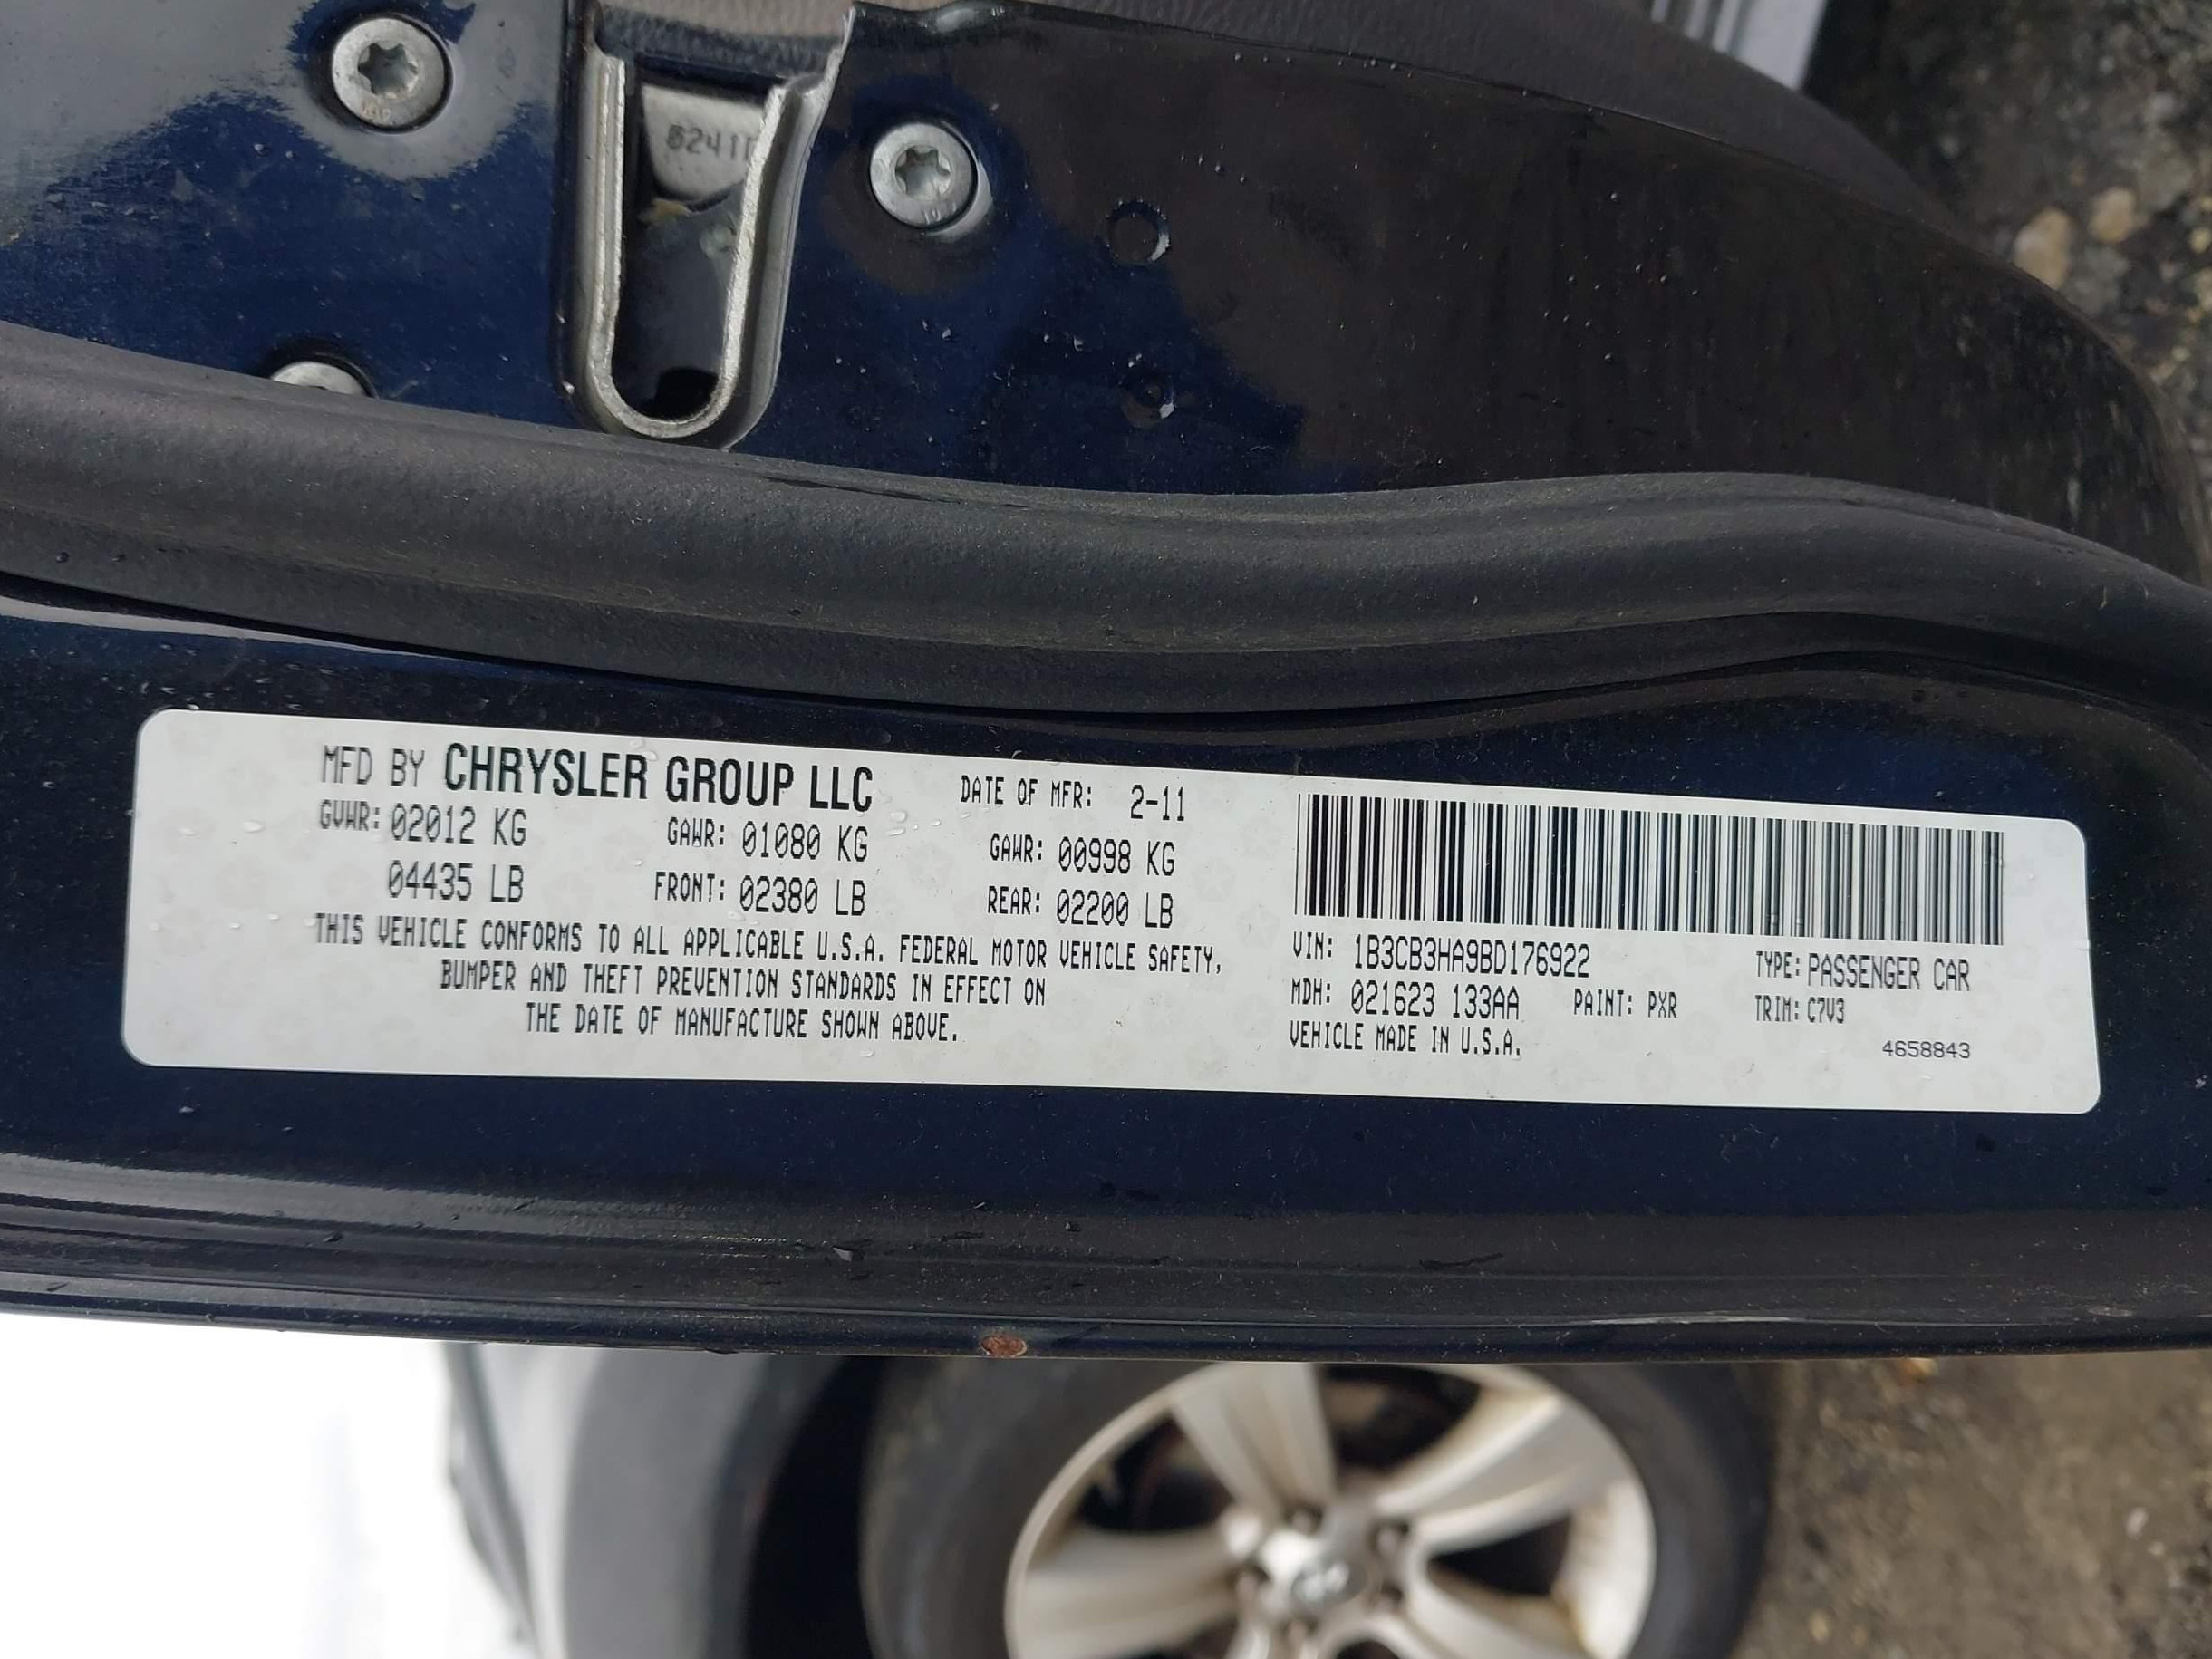 MFD BY CHRYSLER GROUP LLC DATE OF MFR: 2-11
GVWR: 02012 KG GAWR: 01080 KG GAWR: 00998 KG
04435 LB FRONT: 02380 LB REAR: 02200 LB
THIS VEHICLE CONFORMS TO ALL APPLICABLE U.S.A. FEDERAL MOTOR VEHICLE SAFETY,
BUMPER AND THEFT PREVENTION STANDARDS IN EFFECT ON
THE DATE OF MANUFACTURE SHOWN ABOVE.
VIN: 1B3CB3HA9BD176922 TYPE: PASSENGER CAR
MDH: 021623 133AA PAINT: PXR TRIM: C7V3
VEHICLE MADE IN U.S.A. 4658843